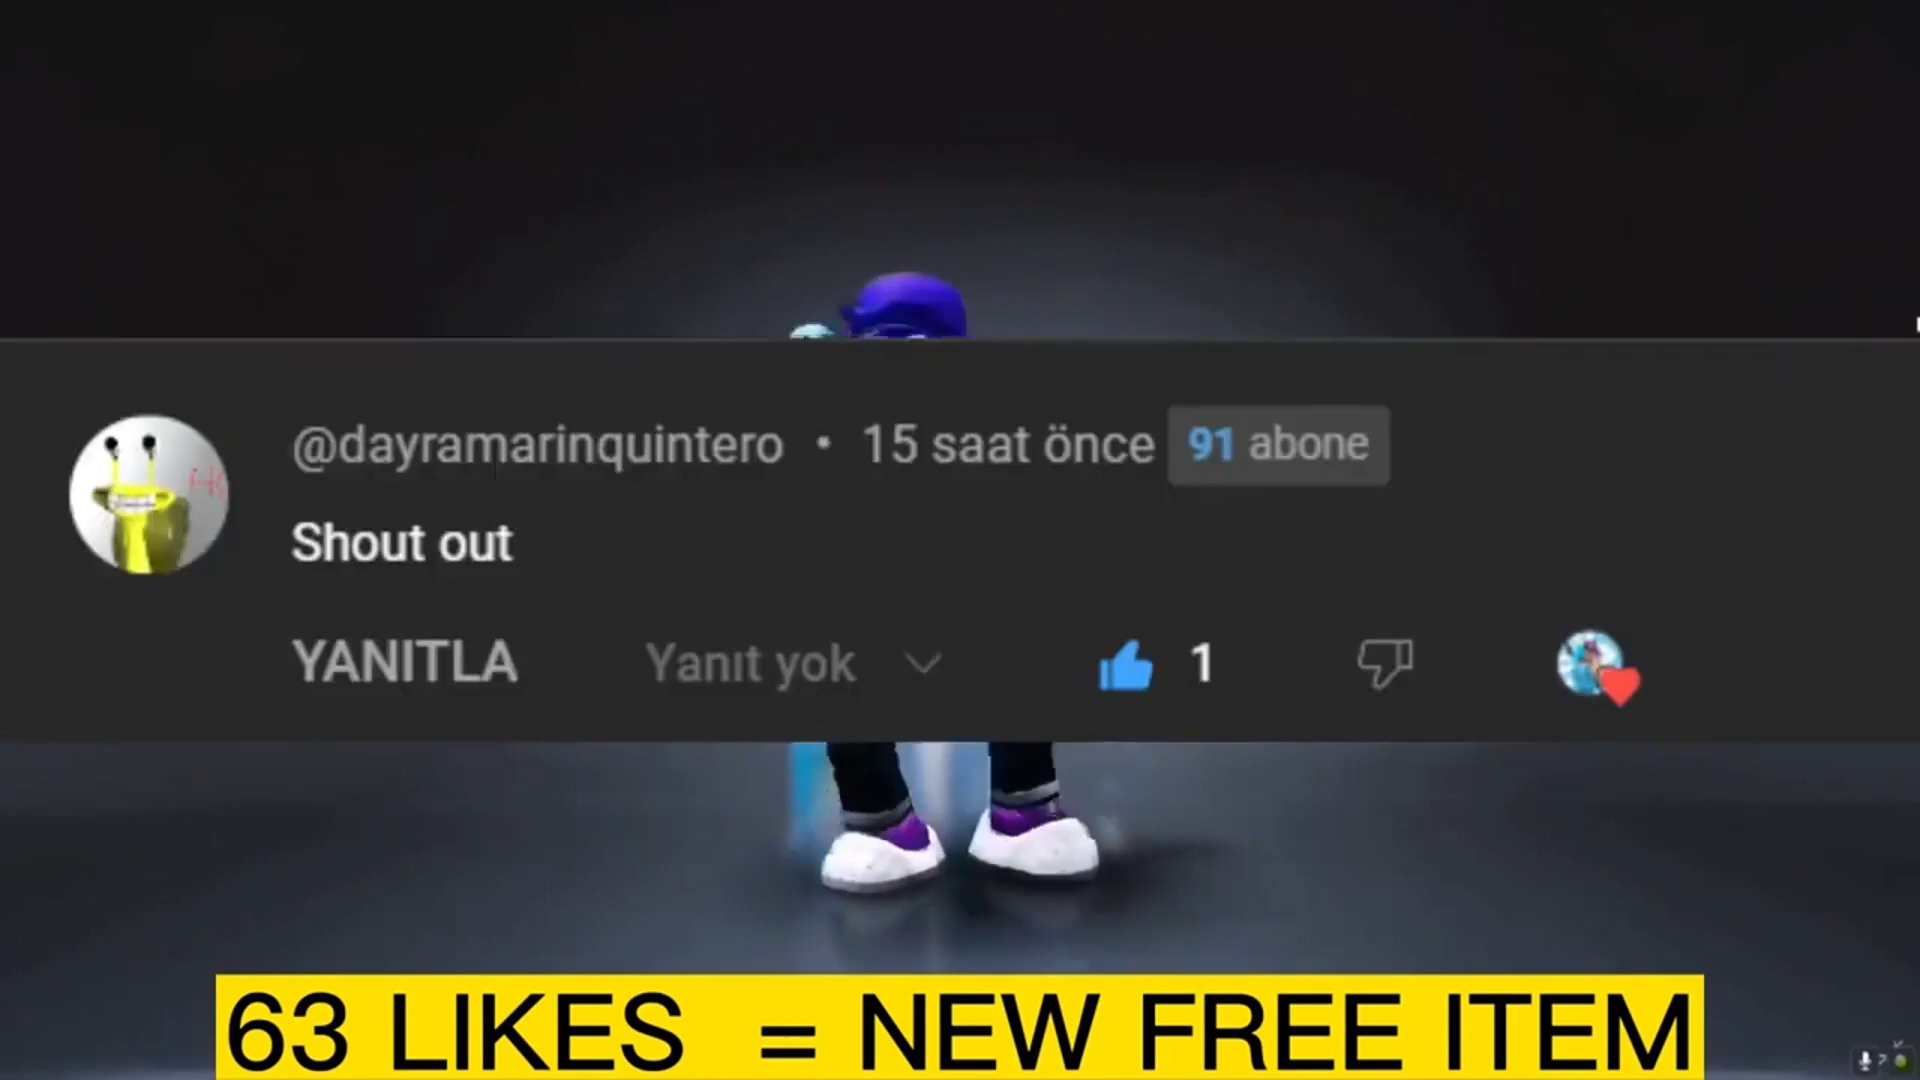 @dayramarinquintero • 15 saat önce 91 abone
Shout out
YANITLA Yanıt yok 1
63 LIKES = NEW FREE ITEM